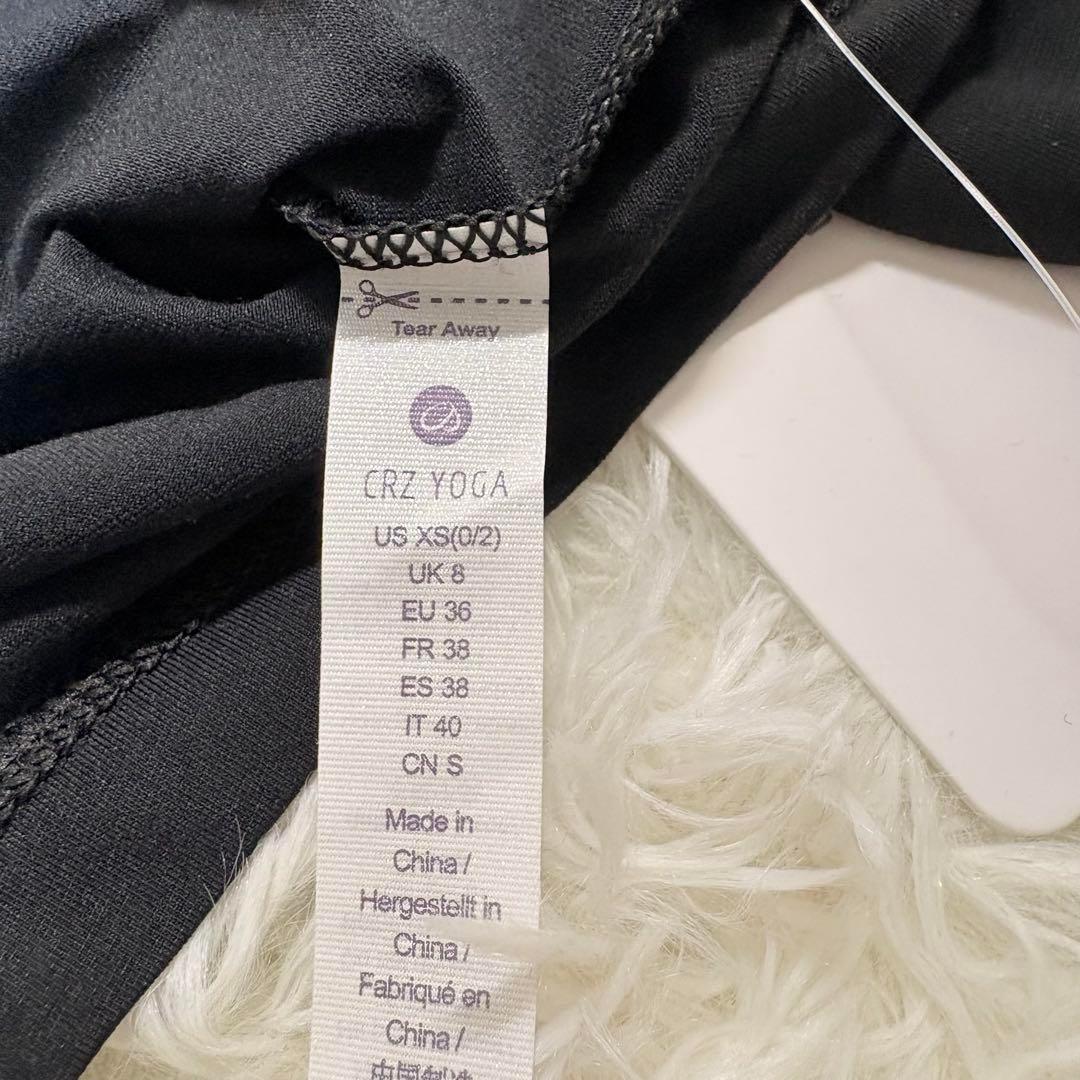 Tear Away
CRZ YOGA
US XS(0/2)
UK 8
EU 36
FR 38
ES 38
IT 40
CN S
Made in
China /
Hergestellt in
China /
Fabriqué en
China /